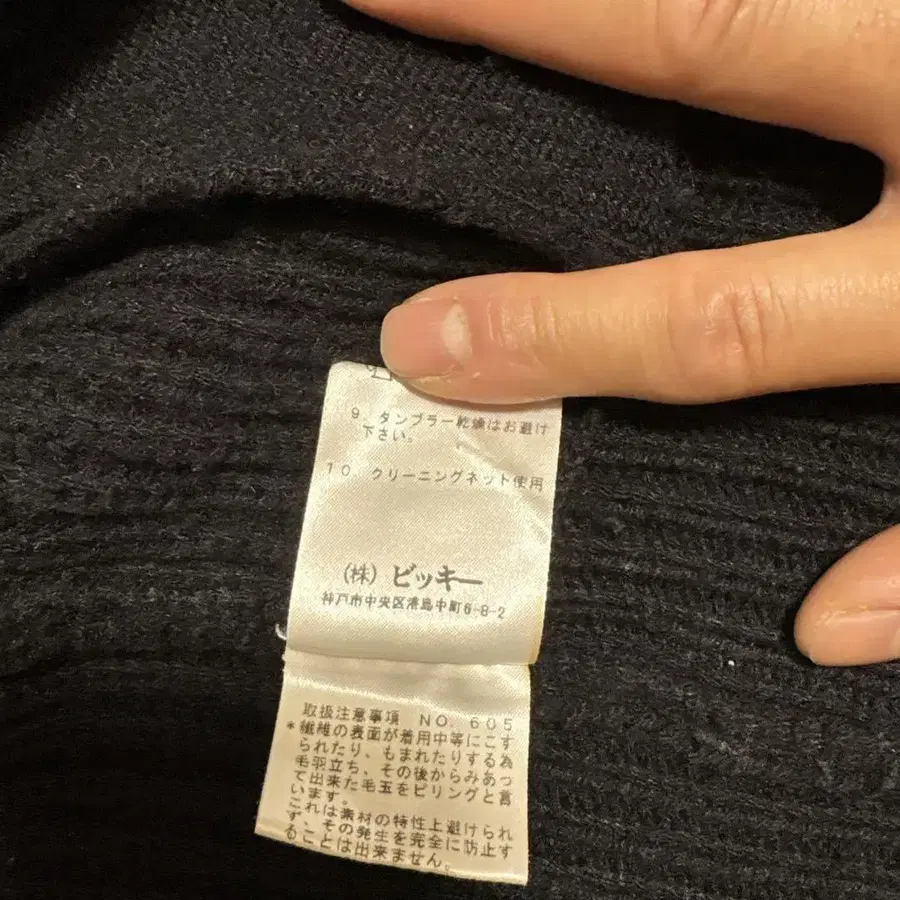 9. タンブラー乾燥はお避け
下さい。
10 クリーニングネット使用
(株) ビッキー
神戸市中央区港島中町6-8-2
取扱注意事項 NO. 605
*繊維の表面が着用中等にこす
られたり、もまれたりする為
毛羽立ち、その後からみあっ
て出来た毛玉をピリングと言
います。
これは素材の特性上避けられ
ず、その発生を完全に防止す
ることは出来ません。